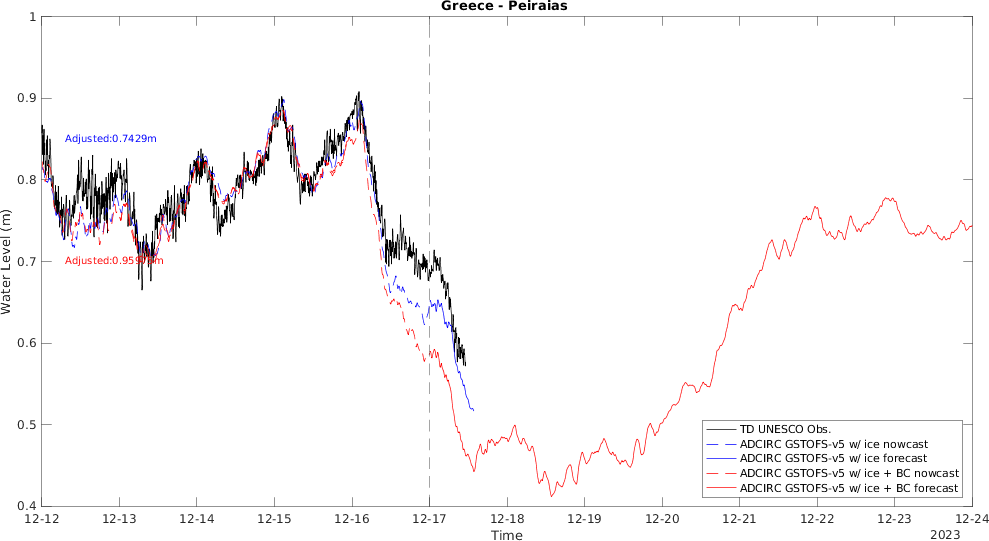 Greece - Peiraias
1
0.9
0.8
0.7
0.6
0.5
0.4
Water Level (m)
Adjusted:0.7429m
TD UNESCO Obs.
ADCIRC GSTOFS-v5 w/ ice nowcast
ADCIRC GSTOFS-v5 w/ ice forecast
ADCIRC GSTOFS-v5 w/ ice + BC nowcast
ADCIRC GSTOFS-v5 w/ ice + BC forecast
12-12 12-13 12-14 12-15 12-16 12-17 12-18 12-19 12-20 12-21 12-22 12-23 12-24
Time
2023